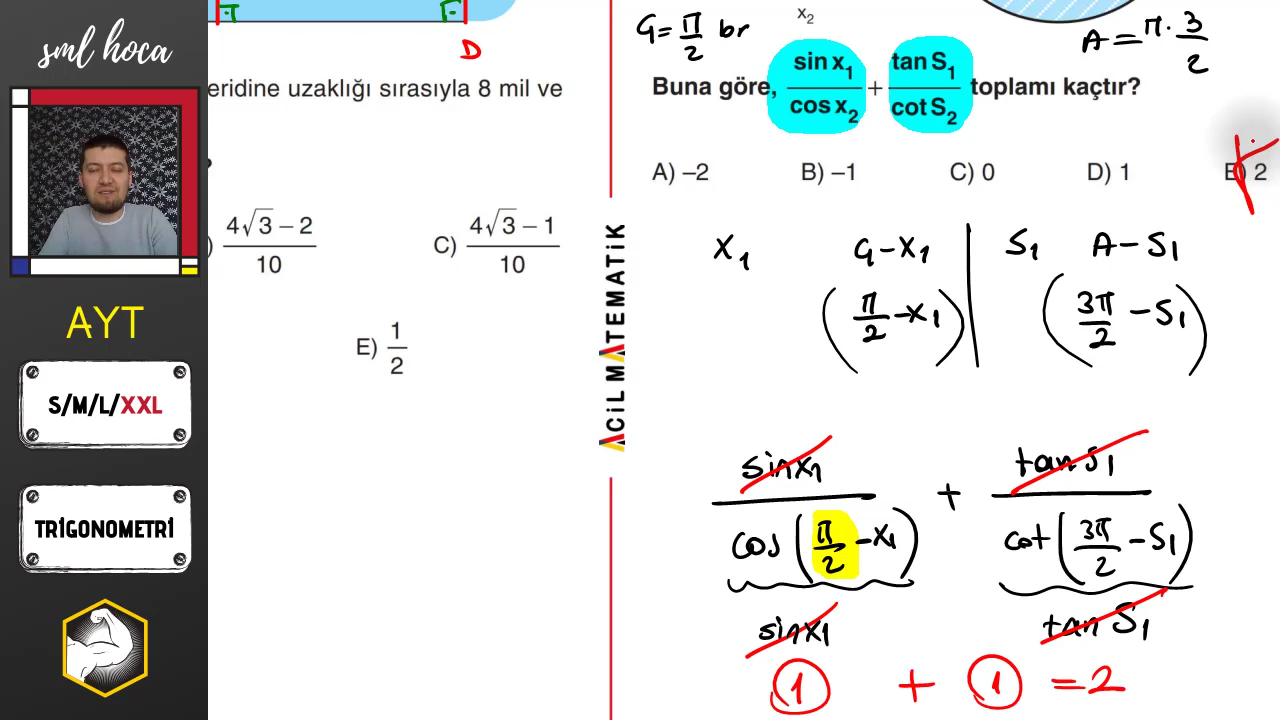 sml hoca
AYT
S/M/L/XXL
TRİGONOMETRİ
D
eridine uzaklığı sırasıyla 8 mil ve
4√3 − 2
10
C) 4√3 − 1
10
E) 1
2
ACİL MATEMATİK
x₂
G = π/2 br
A = π · 3/2
Buna göre, sin x₁/cos x₂ + tan S₁/cot S₂ toplamı kaçtır?
A) −2 B) −1 C) 0 D) 1 E) 2
x₁ G − x₁ | S₁ A − S₁
(π/2 − x₁) (3π/2 − S₁)
sin x₁ + tan S₁
cos (π/2 − x₁) cot (3π/2 − S₁)
sin x₁ tan S₁
1 + 1 = 2